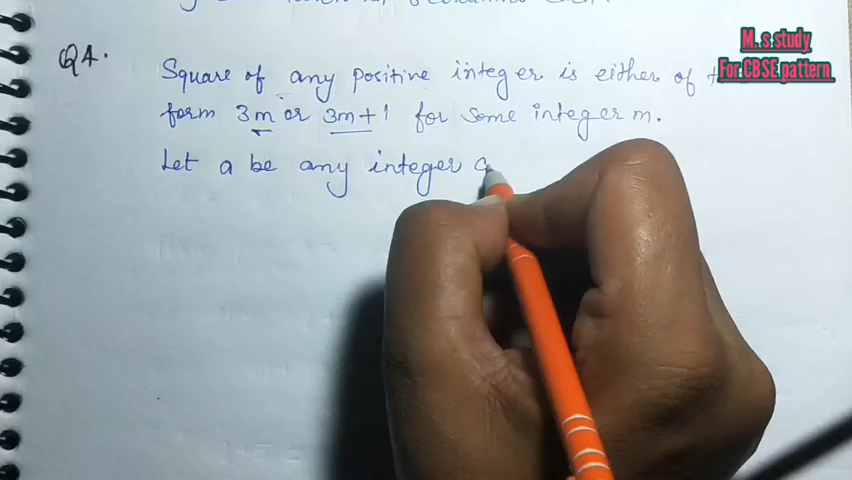 M. s study
For CBSE pattern
Q4.
Square of any positive integer is either of
form 3m or 3m+1 for some integer m.
Let a be any integer